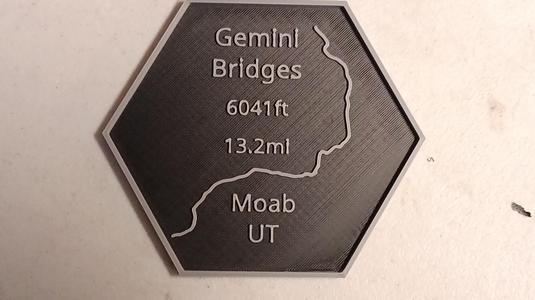 Gemini
Bridges
6041ft
13.2mi
Moab
UT